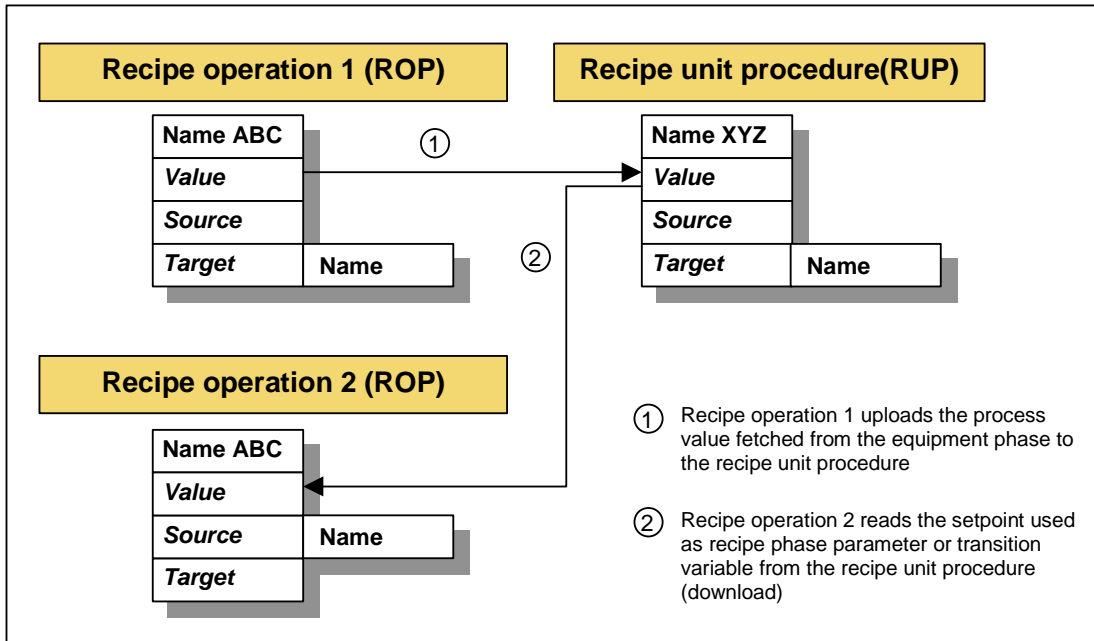 Recipe operation 1 (ROP)
Name ABC
Value
Source
Target
Name
1
2
Recipe unit procedure(RUP)
Name XYZ
Value
Source
Target
Name
Recipe operation 2 (ROP)
Name ABC
Value
Source
Name
Target
1 Recipe operation 1 uploads the process
value fetched from the equipment phase to
the recipe unit procedure
2 Recipe operation 2 reads the setpoint used
as recipe phase parameter or transition
variable from the recipe unit procedure
(download)